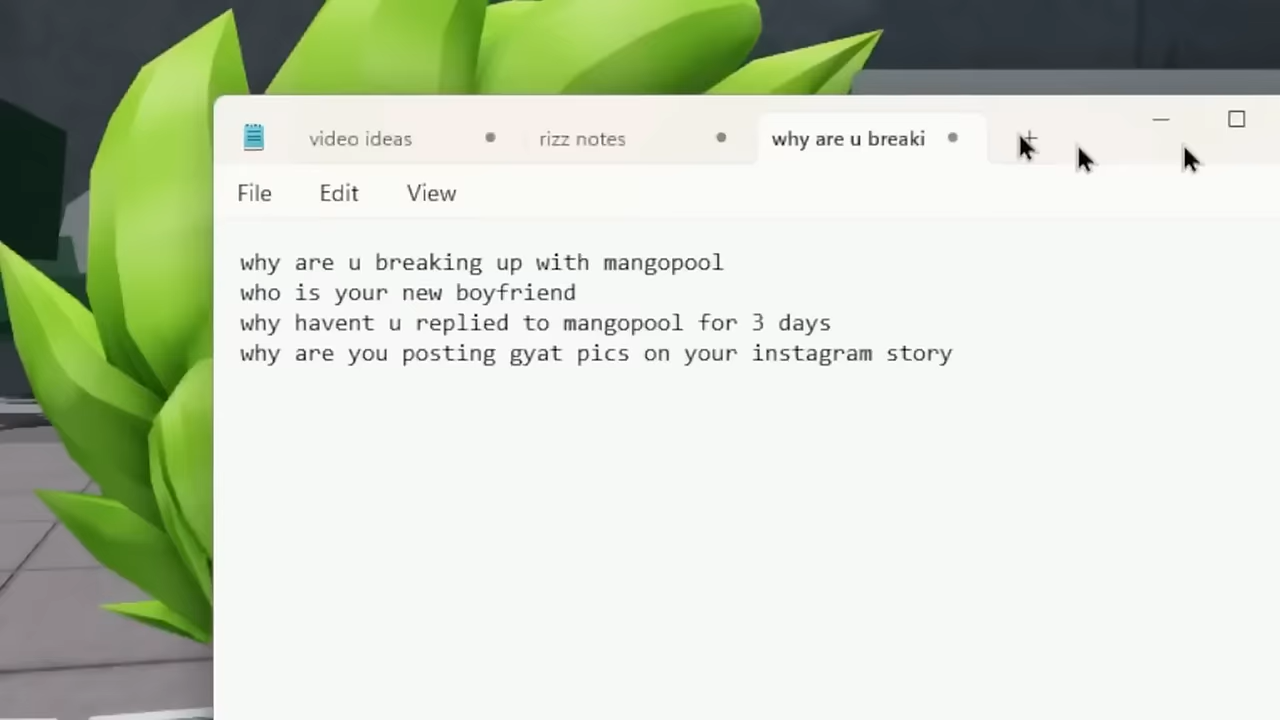 video ideas
rizz notes
why are u breaki
File
Edit
View
why are u breaking up with mangopool
who is your new boyfriend
why havent u replied to mangopool for 3 days
why are you posting gyat pics on your instagram story